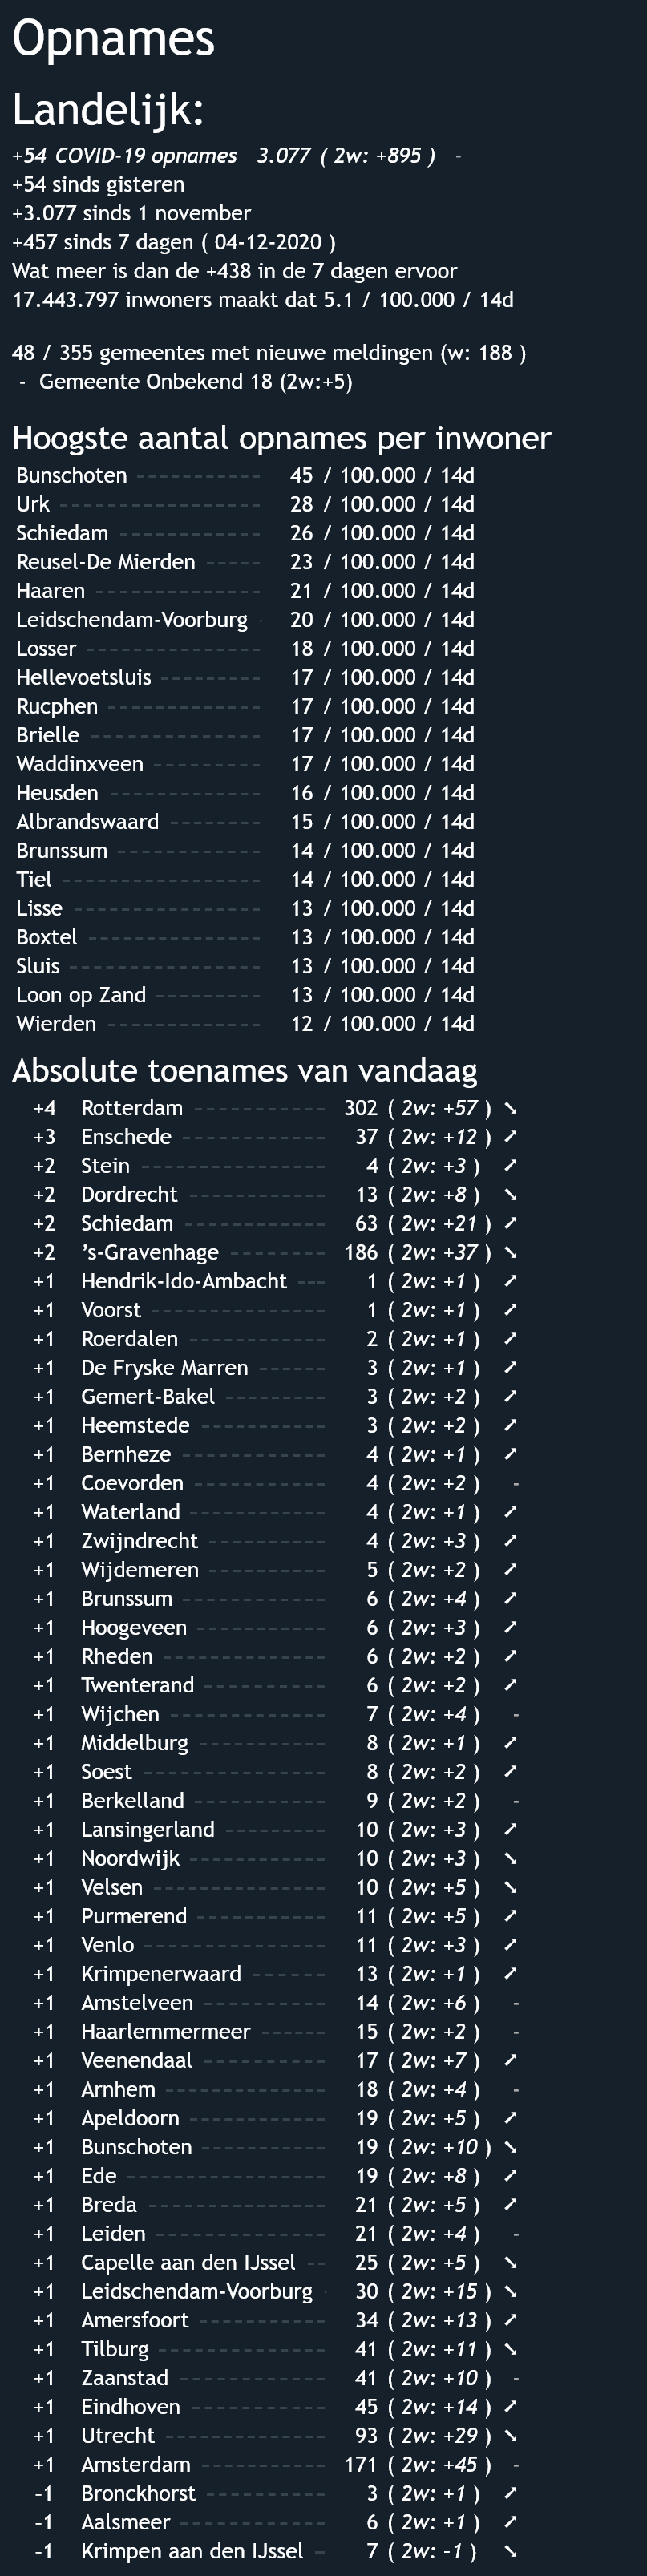 Opnames
Landelijk:
+54 COVID-19 opnames 3.077 ( 2w: +895 ) -
+54 sinds gisteren
+3.077 sinds 1 november
+457 sinds 7 dagen ( 04-12-2020 )
Wat meer is dan de +438 in de 7 dagen ervoor
17.443.797 inwoners maakt dat 5.1 / 100.000 / 14d
48 / 355 gemeentes met nieuwe meldingen (w: 188 )
- Gemeente Onbekend 18 (2w:+5)
Hoogste aantal opnames per inwoner
Bunschoten ----------- 45 / 100.000 / 14d
Urk ------------------ 28 / 100.000 / 14d
Schiedam ------------- 26 / 100.000 / 14d
Reusel-De Mierden ----- 23 / 100.000 / 14d
Haaren --------------- 21 / 100.000 / 14d
Leidschendam-Voorburg - 20 / 100.000 / 14d
Losser ---------------- 18 / 100.000 / 14d
Hellevoetsluis --------- 17 / 100.000 / 14d
Rucphen -------------- 17 / 100.000 / 14d
Brielle --------------- 17 / 100.000 / 14d
Waddinxveen ---------- 17 / 100.000 / 14d
Heusden -------------- 16 / 100.000 / 14d
Albrandswaard -------- 15 / 100.000 / 14d
Brunssum ------------- 14 / 100.000 / 14d
Tiel ------------------ 14 / 100.000 / 14d
Lisse ----------------- 13 / 100.000 / 14d
Boxtel ---------------- 13 / 100.000 / 14d
Sluis ----------------- 13 / 100.000 / 14d
Loon op Zand ---------- 13 / 100.000 / 14d
Wierden -------------- 12 / 100.000 / 14d
Absolute toenames van vandaag
+4 Rotterdam ------------ 302 ( 2w: +57 ) ➘
+3 Enschede ------------- 37 ( 2w: +12 ) ➚
+2 Stein ---------------- 4 ( 2w: +3 ) ➚
+2 Dordrecht ------------ 13 ( 2w: +8 ) ➘
+2 Schiedam ------------- 63 ( 2w: +21 ) ➚
+2 ’s-Gravenhage --------- 186 ( 2w: +37 ) ➘
+1 Hendrik-Ido-Ambacht --- 1 ( 2w: +1 ) ➚
+1 Voorst --------------- 1 ( 2w: +1 ) ➚
+1 Roerdalen ------------ 2 ( 2w: +1 ) ➚
+1 De Fryske Marren ------ 3 ( 2w: +1 ) ➚
+1 Gemert-Bakel --------- 3 ( 2w: +2 ) ➚
+1 Heemstede ----------- 3 ( 2w: +2 ) ➚
+1 Bernheze ------------- 4 ( 2w: +1 ) ➚
+1 Coevorden ------------ 4 ( 2w: +2 ) -
+1 Waterland ------------ 4 ( 2w: +1 ) ➚
+1 Zwijndrecht ---------- 4 ( 2w: +3 ) ➚
+1 Wijdemeren ---------- 5 ( 2w: +2 ) ➚
+1 Brunssum ------------- 6 ( 2w: +4 ) ➚
+1 Hoogeveen ----------- 6 ( 2w: +3 ) ➚
+1 Rheden -------------- 6 ( 2w: +2 ) ➚
+1 Twenterand ---------- 6 ( 2w: +2 ) ➚
+1 Wijchen -------------- 7 ( 2w: +4 ) -
+1 Middelburg ----------- 8 ( 2w: +1 ) ➚
+1 Soest ---------------- 8 ( 2w: +2 ) ➚
+1 Berkelland ----------- 9 ( 2w: +2 ) -
+1 Lansingerland --------- 10 ( 2w: +3 ) ➚
+1 Noordwijk ------------ 10 ( 2w: +3 ) ➘
+1 Velsen --------------- 10 ( 2w: +5 ) ➘
+1 Purmerend ----------- 11 ( 2w: +5 ) ➚
+1 Venlo ---------------- 11 ( 2w: +3 ) ➚
+1 Krimpenerwaard ------ 13 ( 2w: +1 ) ➚
+1 Amstelveen ----------- 14 ( 2w: +6 ) -
+1 Haarlemmermeer ------ 15 ( 2w: +2 ) -
+1 Veenendaal ----------- 17 ( 2w: +7 ) ➚
+1 Arnhem -------------- 18 ( 2w: +4 ) -
+1 Apeldoorn ------------ 19 ( 2w: +5 ) ➚
+1 Bunschoten ----------- 19 ( 2w: +10 ) ➘
+1 Ede ------------------ 19 ( 2w: +8 ) ➚
+1 Breda ---------------- 21 ( 2w: +5 ) ➚
+1 Leiden --------------- 21 ( 2w: +4 ) -
+1 Capelle aan den IJssel -- 25 ( 2w: +5 ) ➘
+1 Leidschendam-Voorburg - 30 ( 2w: +15 ) ➘
+1 Amersfoort ----------- 34 ( 2w: +13 ) ➚
+1 Tilburg --------------- 41 ( 2w: +11 ) ➘
+1 Zaanstad ------------- 41 ( 2w: +10 ) -
+1 Eindhoven ------------ 45 ( 2w: +14 ) ➚
+1 Utrecht -------------- 93 ( 2w: +29 ) ➘
+1 Amsterdam ----------- 171 ( 2w: +45 ) -
-1 Bronckhorst ---------- 3 ( 2w: +1 ) ➚
-1 Aalsmeer ------------- 6 ( 2w: +1 ) ➚
-1 Krimpen aan den IJssel - 7 ( 2w: -1 ) ➘